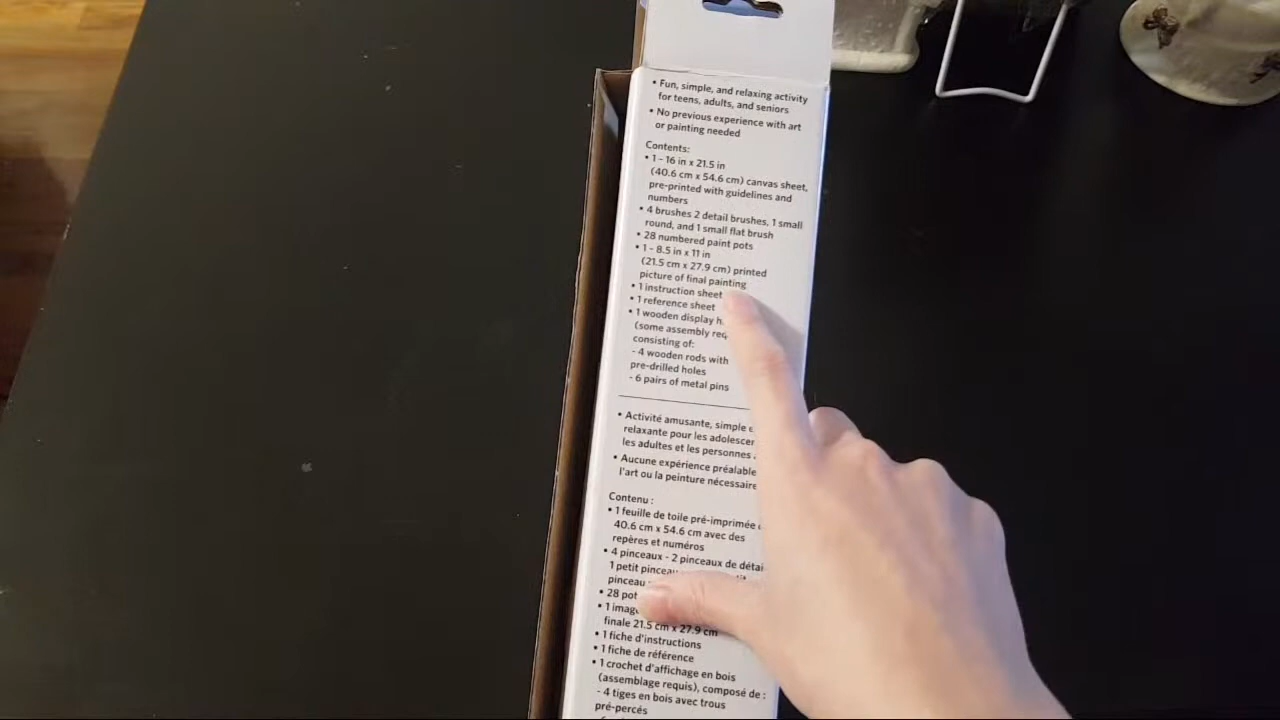 • Fun, simple, and relaxing activity
for teens, adults, and seniors
• No previous experience with art
or painting needed
Contents:
• 1 - 16 in x 21.5 in
(40.6 cm x 54.6 cm) canvas sheet,
pre-printed with guidelines and
numbers
• 4 brushes 2 detail brushes, 1 small
round, and 1 small flat brush
• 28 numbered paint pots
• 1 - 8.5 in x 11 in
(21.5 cm x 27.9 cm) printed
picture of final painting
• 1 instruction sheet
• 1 reference sheet
• 1 wooden display
(some assembly
consisting of:
- 4 wooden rods with
pre-drilled holes
- 6 pairs of metal pins
• Activité amusante, simple
relaxante pour les
les adultes et les personnes
• Aucune expérience préalable
l'art ou la peinture nécessaire
Contenu :
• 1 feuille de toile pré-imprimée
40.6 cm x 54.6 cm avec des
repères et numéros
• 4 pinceaux - 2 pinceaux de
1 petit
• 28
• 1
finale 21.5 cm x 27.9 cm
• 1 fiche d'instructions
• 1 fiche de référence
• 1 crochet d'affichage en bois
(assemblage requis), composé de :
- 4 tiges en bois avec trous
pré-percés